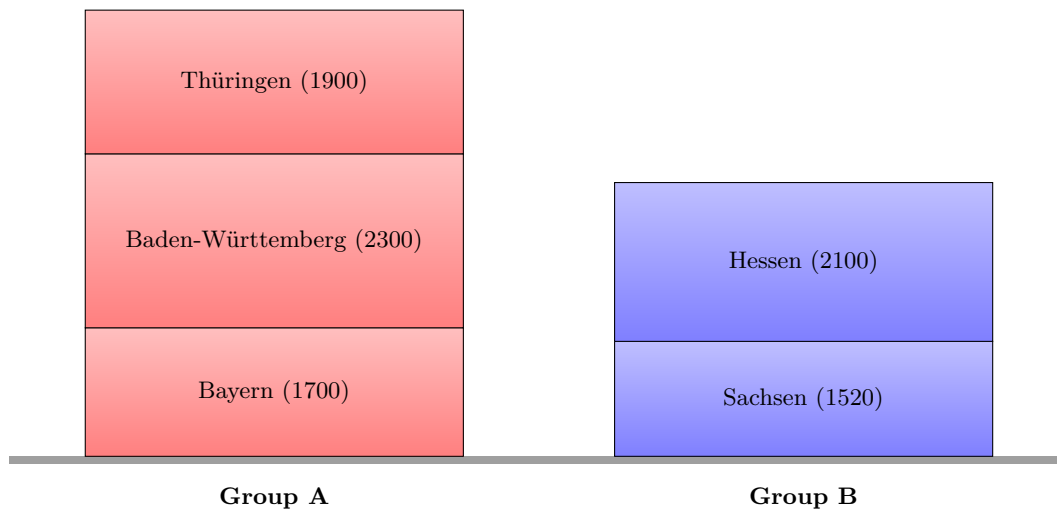 Thüringen (1900)
Baden-Württemberg (2300)
Bayern (1700)
Hessen (2100)
Sachsen (1520)
Group A
Group B